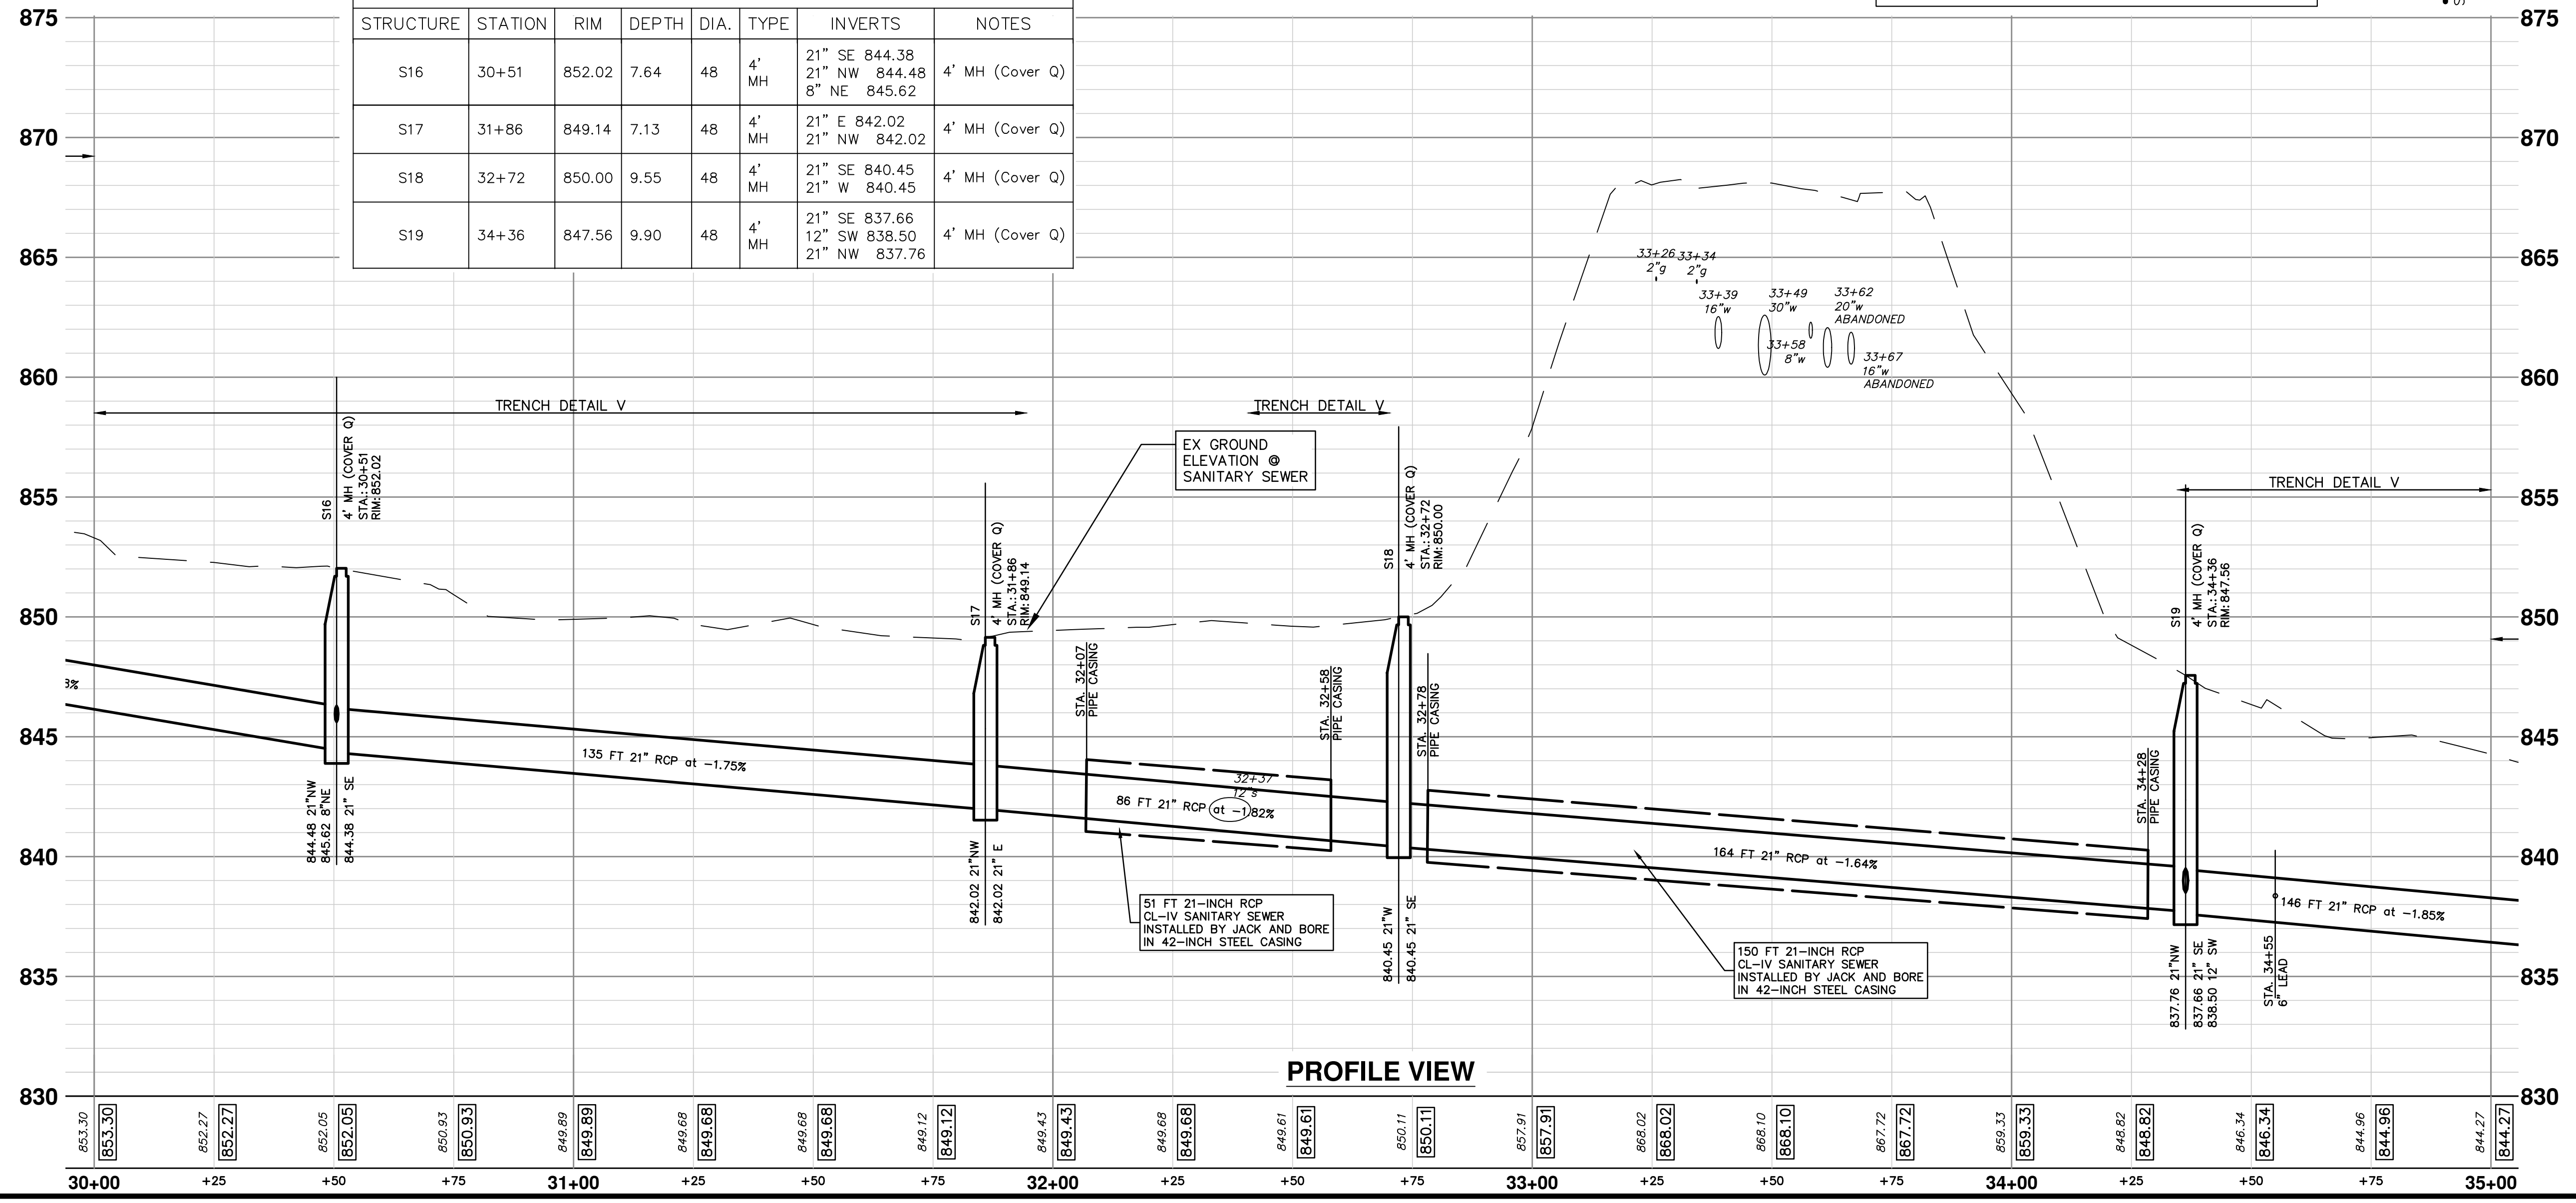 875
870
865
860
855
850
845
840
835
830
STRUCTURE STATION RIM DEPTH DIA. TYPE INVERTS NOTES
S16 30+51 852.02 7.64 48 4' MH 21" SE 844.38 4' MH (Cover Q)
21" NW 844.48
8" NE 845.62
S17 31+86 849.14 7.13 48 4' MH 21" E 842.02 4' MH (Cover Q)
21" NW 842.02
S18 32+72 850.00 9.55 48 4' MH 21" SE 840.45 4' MH (Cover Q)
21" W 840.45
S19 34+36 847.56 9.90 48 4' MH 21" SE 837.66 4' MH (Cover Q)
12" SW 838.50
21" NW 837.76
875
870
865
860
855
850
845
840
835
830
33+26
2"g
33+34
2"g
33+39
16"w
33+49
30"w
33+58
8"w
33+62
20"w
ABANDONED
33+67
16"w
ABANDONED
TRENCH DETAIL V
TRENCH DETAIL V
TRENCH DETAIL V
EX GROUND
ELEVATION @
SANITARY SEWER
S16
4' MH (COVER Q)
STA.:30+51
RIM:852.02
S17
4' MH (COVER Q)
STA.:31+86
RIM:849.14
S18
4' MH (COVER Q)
STA.:32+72
RIM:850.00
S19
4' MH (COVER Q)
STA.:34+36
RIM:847.56
STA. 32+07
PIPE CASING
STA. 32+58
PIPE CASING
STA. 32+78
PIPE CASING
STA. 34+28
PIPE CASING
135 FT 21" RCP at -1.75%
32+37
12"s
86 FT 21" RCP at -1.82%
164 FT 21" RCP at -1.64%
146 FT 21" RCP at -1.85%
844.48 21"NW
845.62 8"NE
844.38 21" SE
842.02 21"NW
842.02 21" E
840.45 21"W
840.45 21" SE
837.76 21"NW
837.66 21" SE
838.50 12" SW
STA. 34+55
6" LEAD
51 FT 21-INCH RCP
CL-IV SANITARY SEWER
INSTALLED BY JACK AND BORE
IN 42-INCH STEEL CASING
150 FT 21-INCH RCP
CL-IV SANITARY SEWER
INSTALLED BY JACK AND BORE
IN 42-INCH STEEL CASING
PROFILE VIEW
853.30 853.30 852.27 852.27 852.05 852.05 850.93 850.93 849.89 849.89 849.68 849.68 849.68 849.68 849.12 849.12 849.43 849.43 849.68 849.68 849.61 849.61 850.11 850.11 857.91 857.91 868.02 868.02 868.10 868.10 867.72 867.72 859.33 859.33 848.82 848.82 846.34 846.34 844.96 844.96 844.27 844.27
30+00 +25 +50 +75 31+00 +25 +50 +75 32+00 +25 +50 +75 33+00 +25 +50 +75 34+00 +25 +50 +75 35+00